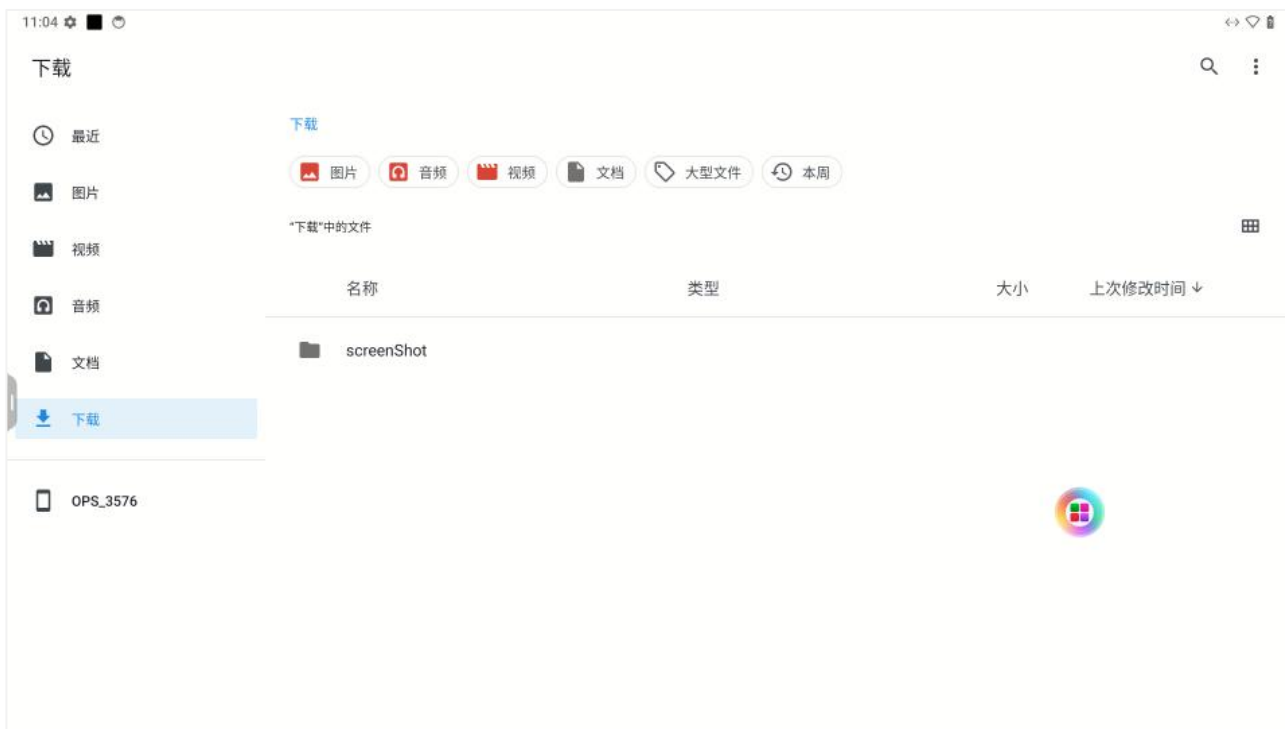 11:04
下载
最近
图片
视频
音频
文档
下载
OPS_3576
下载
图片 音频 视频 文档 大型文件 本周
“下载”中的文件
名称 类型 大小 上次修改时间
screenShot